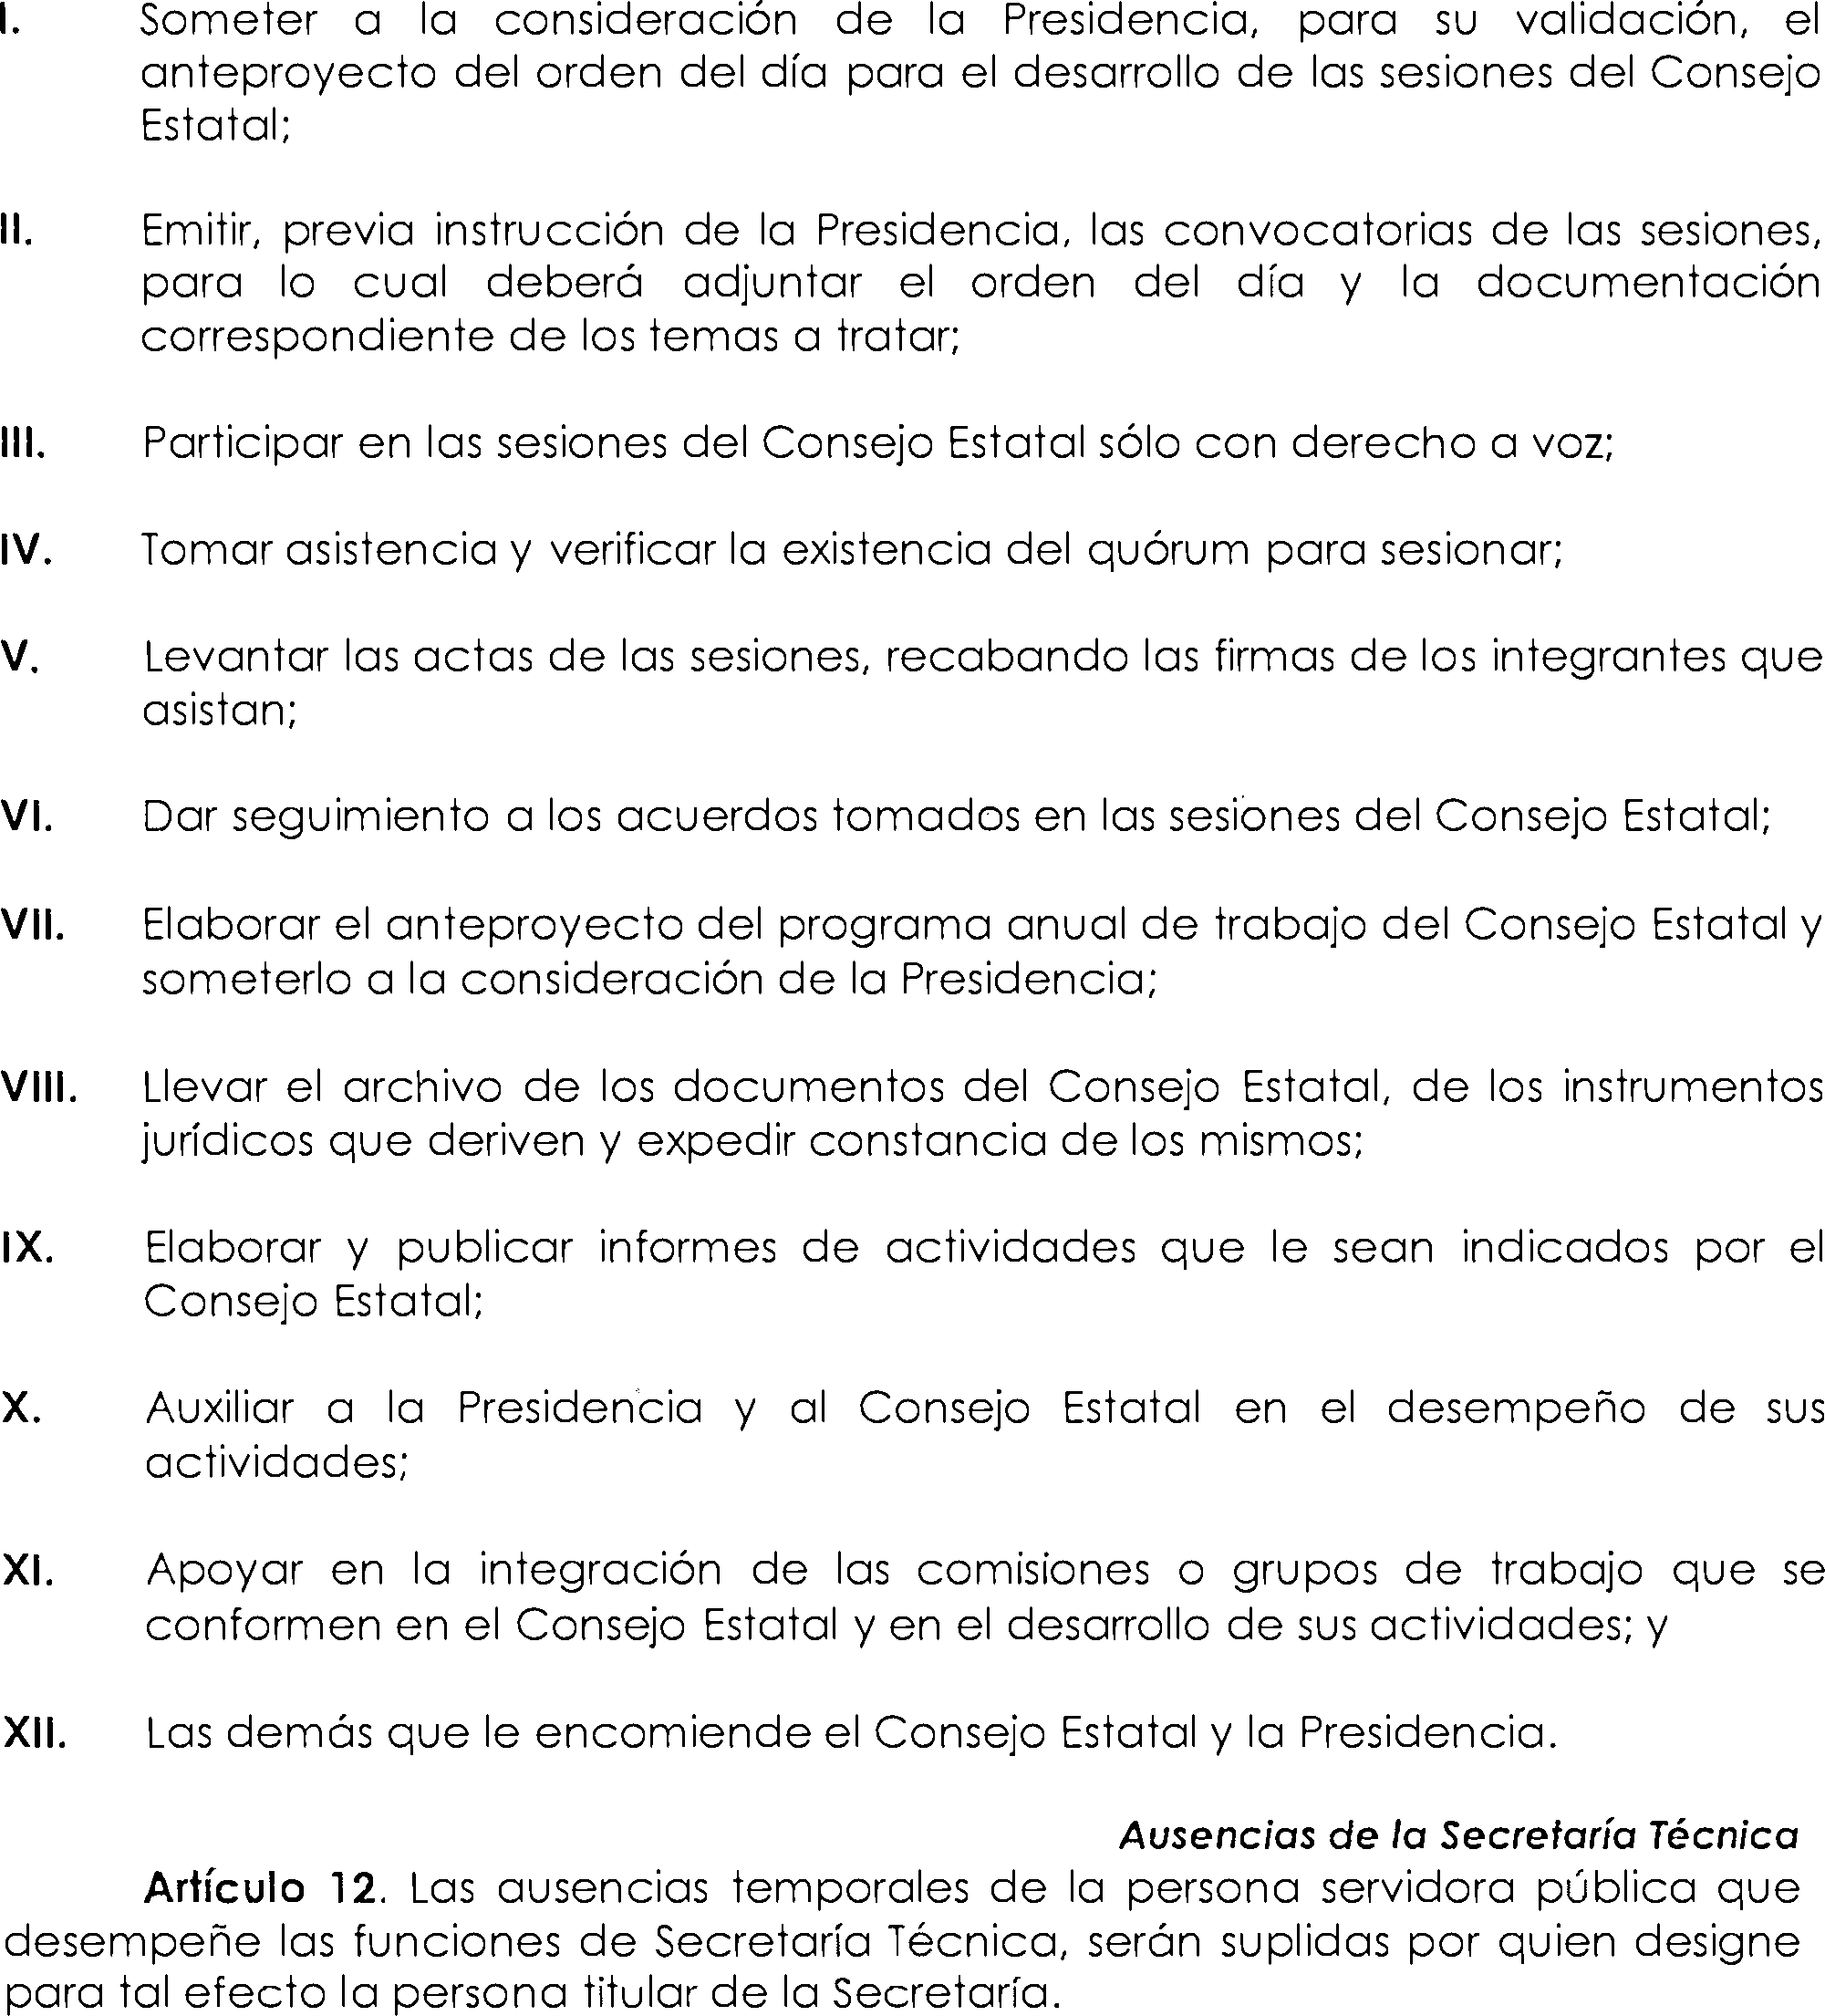 I. Someter a la consideración de la Presidencia, para su validación, el
anteproyecto del orden del día para el desarrollo de las sesiones del Consejo
Estatal;
II. Emitir, previa instrucción de la Presidencia, las convocatorias de las sesiones,
para lo cual deberá adjuntar el orden del día y la documentación
correspondiente de los temas a tratar;
III. Participar en las sesiones del Consejo Estatal sólo con derecho a voz;
IV. Tomar asistencia y verificar la existencia del quórum para sesionar;
V. Levantar las actas de las sesiones, recabando las firmas de los integrantes que
asistan;
VI. Dar seguimiento a los acuerdos tomados en las sesiones del Consejo Estatal;
VII. Elaborar el anteproyecto del programa anual de trabajo del Consejo Estatal y
someterlo a la consideración de la Presidencia;
VIII. Llevar el archivo de los documentos del Consejo Estatal, de los instrumentos
jurídicos que deriven y expedir constancia de los mismos;
IX. Elaborar y publicar informes de actividades que le sean indicados por el
Consejo Estatal;
X. Auxiliar a la Presidencia y al Consejo Estatal en el desempeño de sus
actividades;
XI. Apoyar en la integración de las comisiones o grupos de trabajo que se
conformen en el Consejo Estatal y en el desarrollo de sus actividades; y
XII. Las demás que le encomiende el Consejo Estatal y la Presidencia.
Ausencias de la Secretaría Técnica
Artículo 12. Las ausencias temporales de la persona servidora pública que
desempeñe las funciones de Secretaría Técnica, serán suplidas por quien designe
para tal efecto la persona titular de la Secretaría.